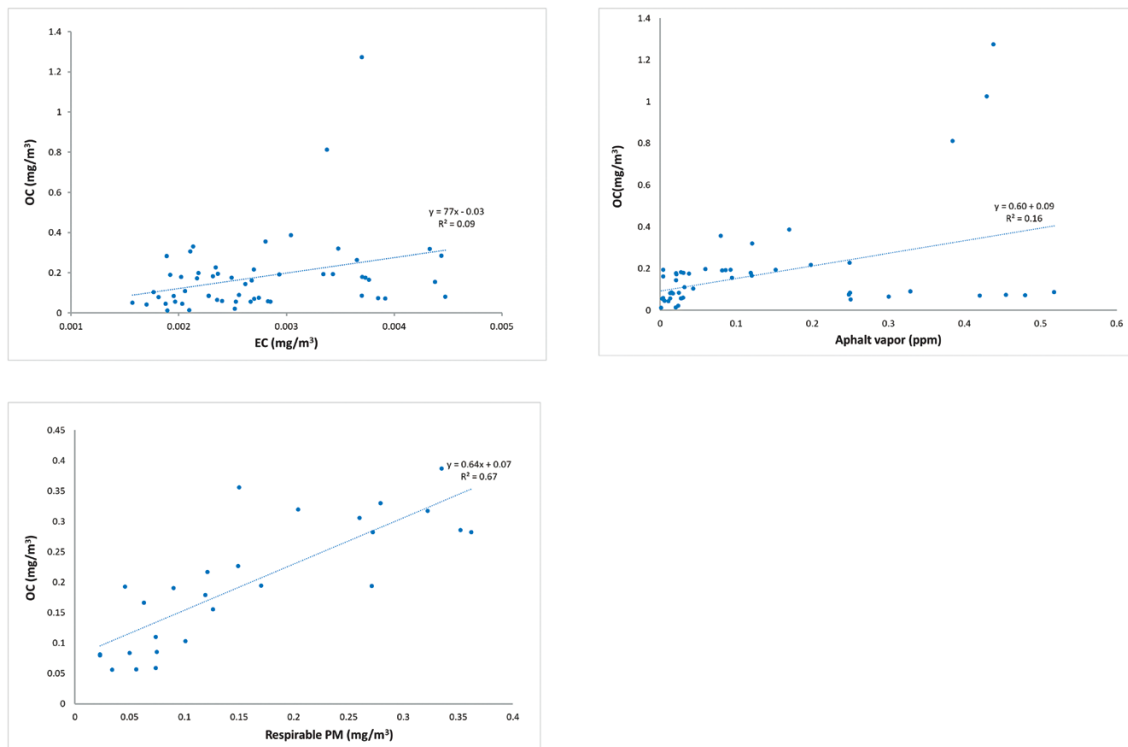 1.4
1.2
1
0.8
0.6
0.4
0.2
0
OC (mg/m³)
y = 77x - 0.03
R² = 0.09
0.001 0.002 0.003 0.004 0.005
EC (mg/m³)
1.4
1.2
1
0.8
0.6
0.4
0.2
0
OC(mg/m³)
y = 0.60 + 0.09
R² = 0.16
0 0.1 0.2 0.3 0.4 0.5 0.6
Aphalt vapor (ppm)
0.45
0.4
0.35
0.3
0.25
0.2
0.15
0.1
0.05
0
OC (mg/m³)
y = 0.64x + 0.07
R² = 0.67
0 0.05 0.1 0.15 0.2 0.25 0.3 0.35 0.4
Respirable PM (mg/m³)